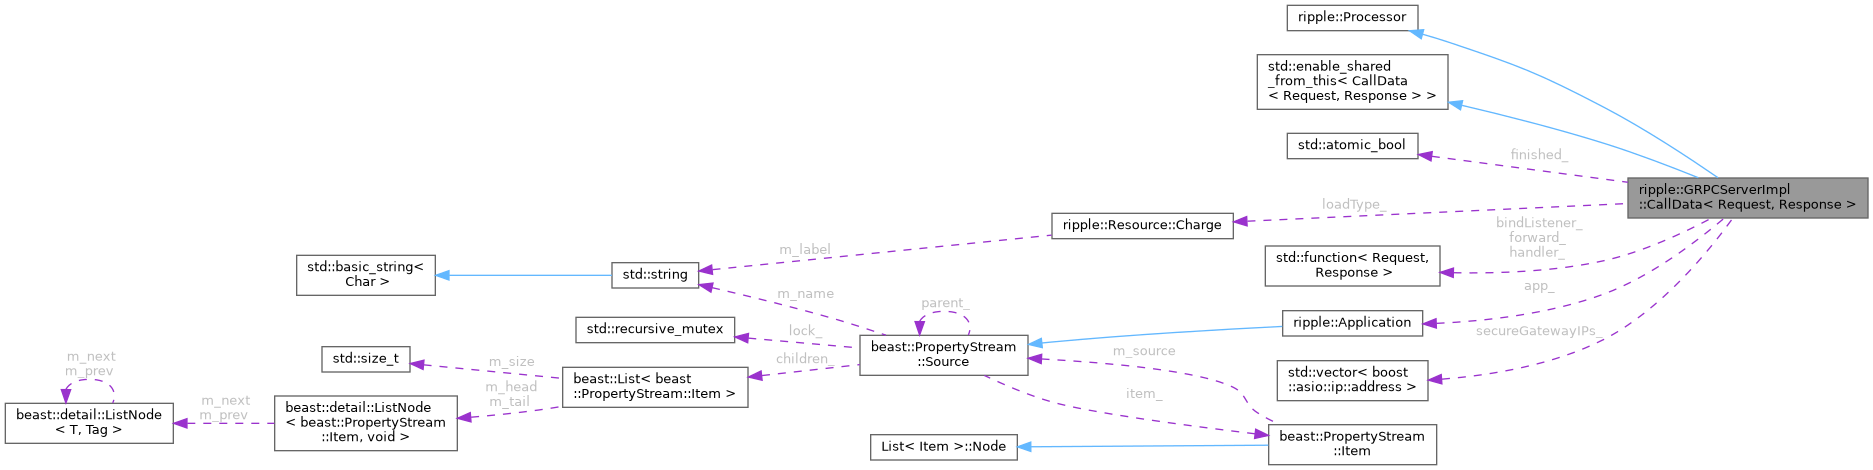 ripple::Processor
std::enable_shared
_from_this< CallData
< Request, Response > >
std::atomic_bool
finished_
ripple::GRPCServerImpl
::CallData< Request, Response >
loadType_
ripple::Resource::Charge
bindListener_
forward_
handler_
m_label
std::function< Request,
Response >
std::basic_string<
Char >
std::string
app_
m_name
parent_
ripple::Application
secureGatewayIPs_
std::recursive_mutex
lock_
beast::PropertyStream
::Source
m_source
m_next
m_prev
std::size_t
m_size
children_
std::vector< boost
::asio::ip::address >
beast::List< beast
::PropertyStream::Item >
m_head
m_tail
item_
m_next
m_prev
beast::detail::ListNode
< T, Tag >
beast::detail::ListNode
< beast::PropertyStream
::Item, void >
List< Item >::Node
beast::PropertyStream
::Item